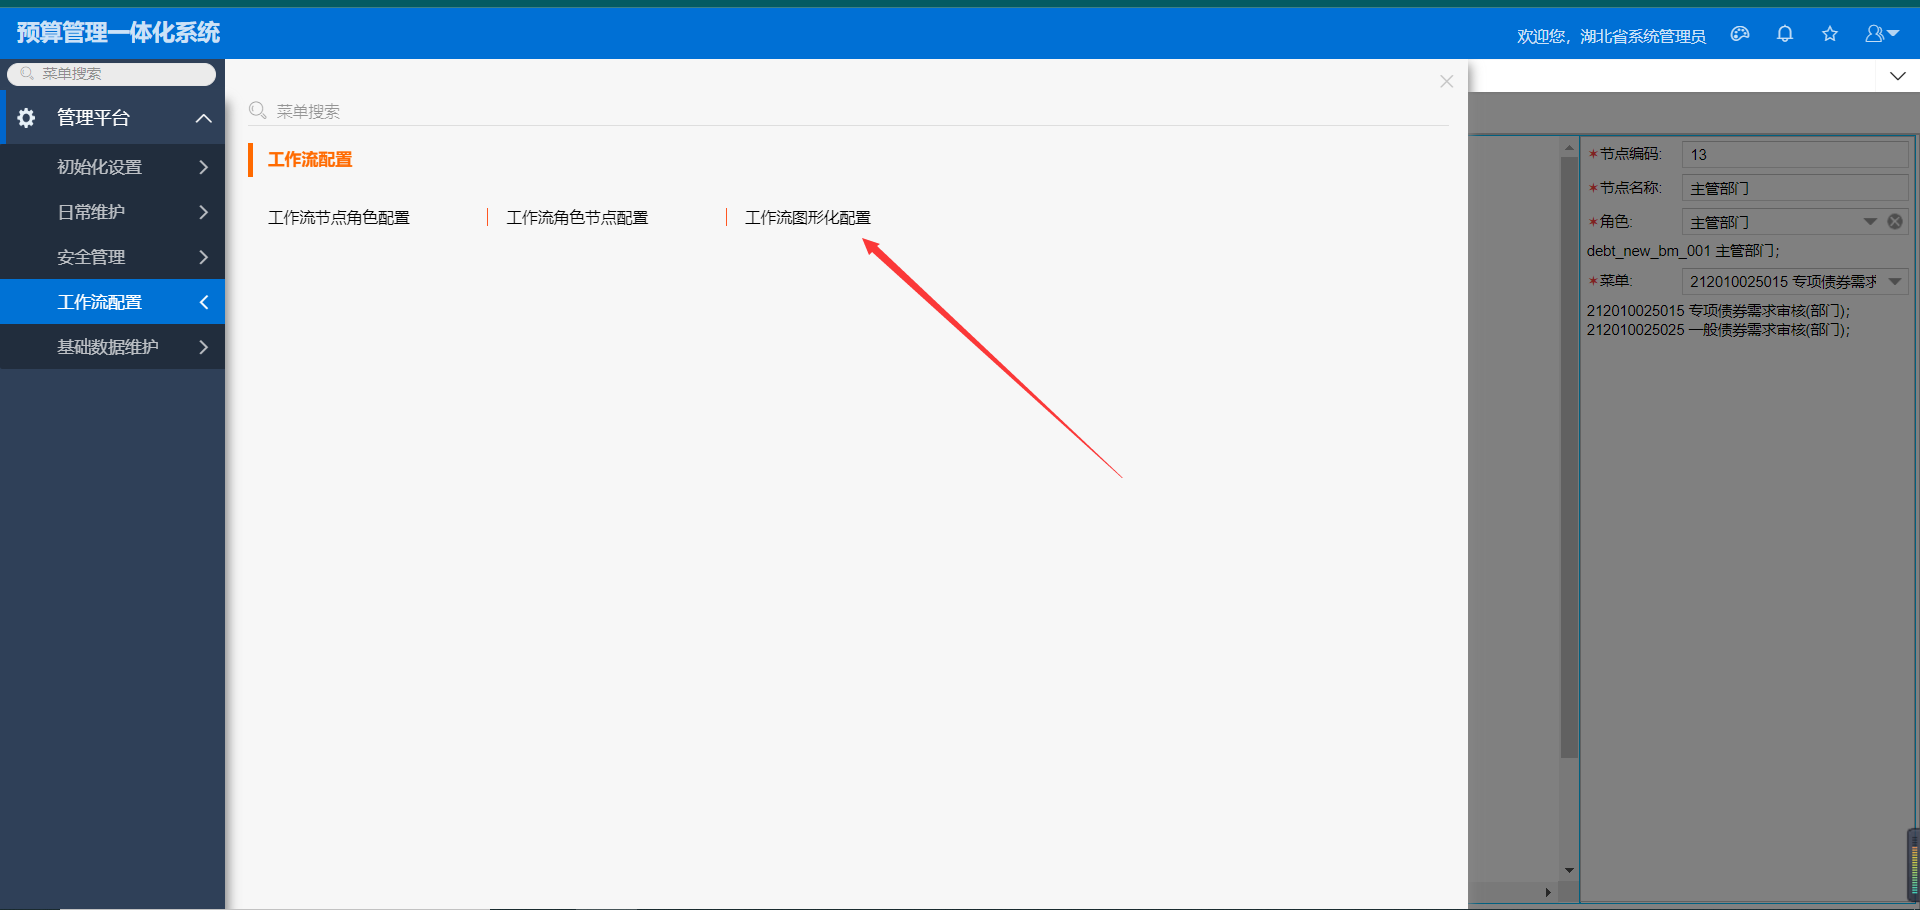 预算管理一体化系统
欢迎您，湖北省系统管理员
菜单搜索
管理平台
初始化设置
日常维护
安全管理
工作流配置
基础数据维护
菜单搜索
工作流配置
工作流节点角色配置
工作流角色节点配置
工作流图形化配置
*节点编码: 13
*节点名称: 主管部门
*角色: 主管部门
debt_new_bm_001 主管部门;
*菜单: 212010025015 专项债券需求
212010025015 专项债券需求审核(部门);
212010025025 一般债券需求审核(部门);